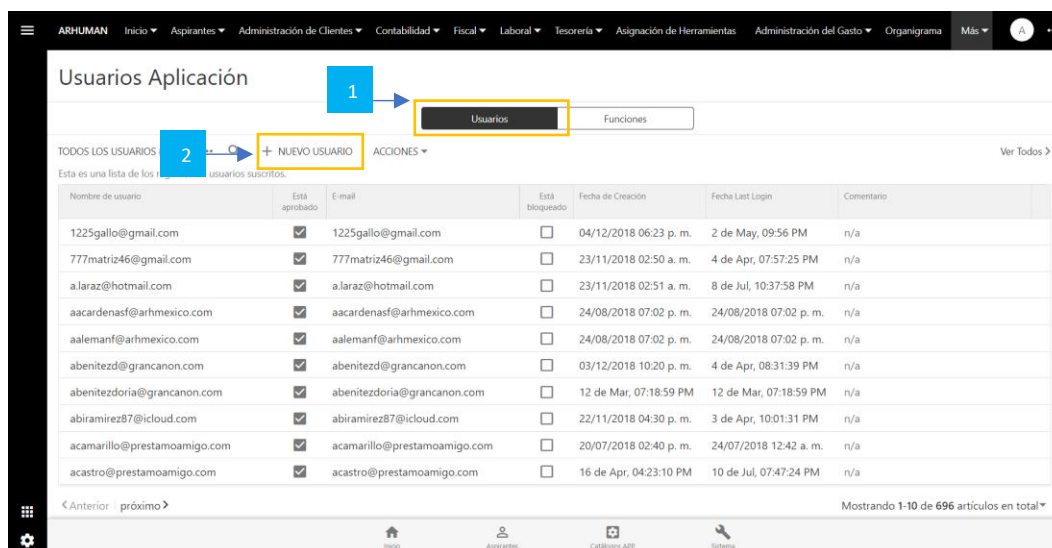 ARHUMAN Inicio Aspirantes Administración de Clientes Contabilidad Fiscal Laboral Tesorería Asignación de Herramientas Administración del Gasto Organigrama Más A
Usuarios Aplicación
1
Usuarios Funciones
TODOS LOS USUARIOS 2 + NUEVO USUARIO ACCIONES Ver Todos >
Esta es una lista de los usuarios suscritos.
Nombre de usuario Está aprobado E-mail Está bloqueado Fecha de Creación Fecha Last Login Comentario
1225gallo@gmail.com 1225gallo@gmail.com 04/12/2018 06:23 p. m. 2 de May, 09:56 PM n/a
777matriz46@gmail.com 777matriz46@gmail.com 23/11/2018 02:50 a. m. 4 de Apr, 07:57:25 PM n/a
a.laraz@hotmail.com a.laraz@hotmail.com 23/11/2018 02:51 a. m. 8 de Jul, 10:37:58 PM n/a
aacardenasf@arhmexico.com aacardenasf@arhmexico.com 24/08/2018 07:02 p. m. 24/08/2018 07:02 p. m. n/a
aalemanf@arhmexico.com aalemanf@arhmexico.com 24/08/2018 07:02 p. m. 24/08/2018 07:02 p. m. n/a
abenitezd@grancanon.com abenitezd@grancanon.com 03/12/2018 10:20 p. m. 4 de Apr, 08:31:39 PM n/a
abenitezdoria@grancanon.com abenitezdoria@grancanon.com 12 de Mar, 07:18:59 PM 12 de Mar, 07:18:59 PM n/a
abiramirez87@icloud.com abiramirez87@icloud.com 22/11/2018 04:30 p. m. 3 de Apr, 10:01:31 PM n/a
acamarillo@prestamoamigo.com acamarillo@prestamoamigo.com 20/07/2018 02:40 p. m. 24/07/2018 12:42 a. m. n/a
acastro@prestamoamigo.com acastro@prestamoamigo.com 16 de Apr, 04:23:10 PM 10 de Jul, 07:47:24 PM n/a
< Anterior | próximo > Mostrando 1-10 de 696 artículos en total
Inicio Aspirantes Catálogos APP Sistema